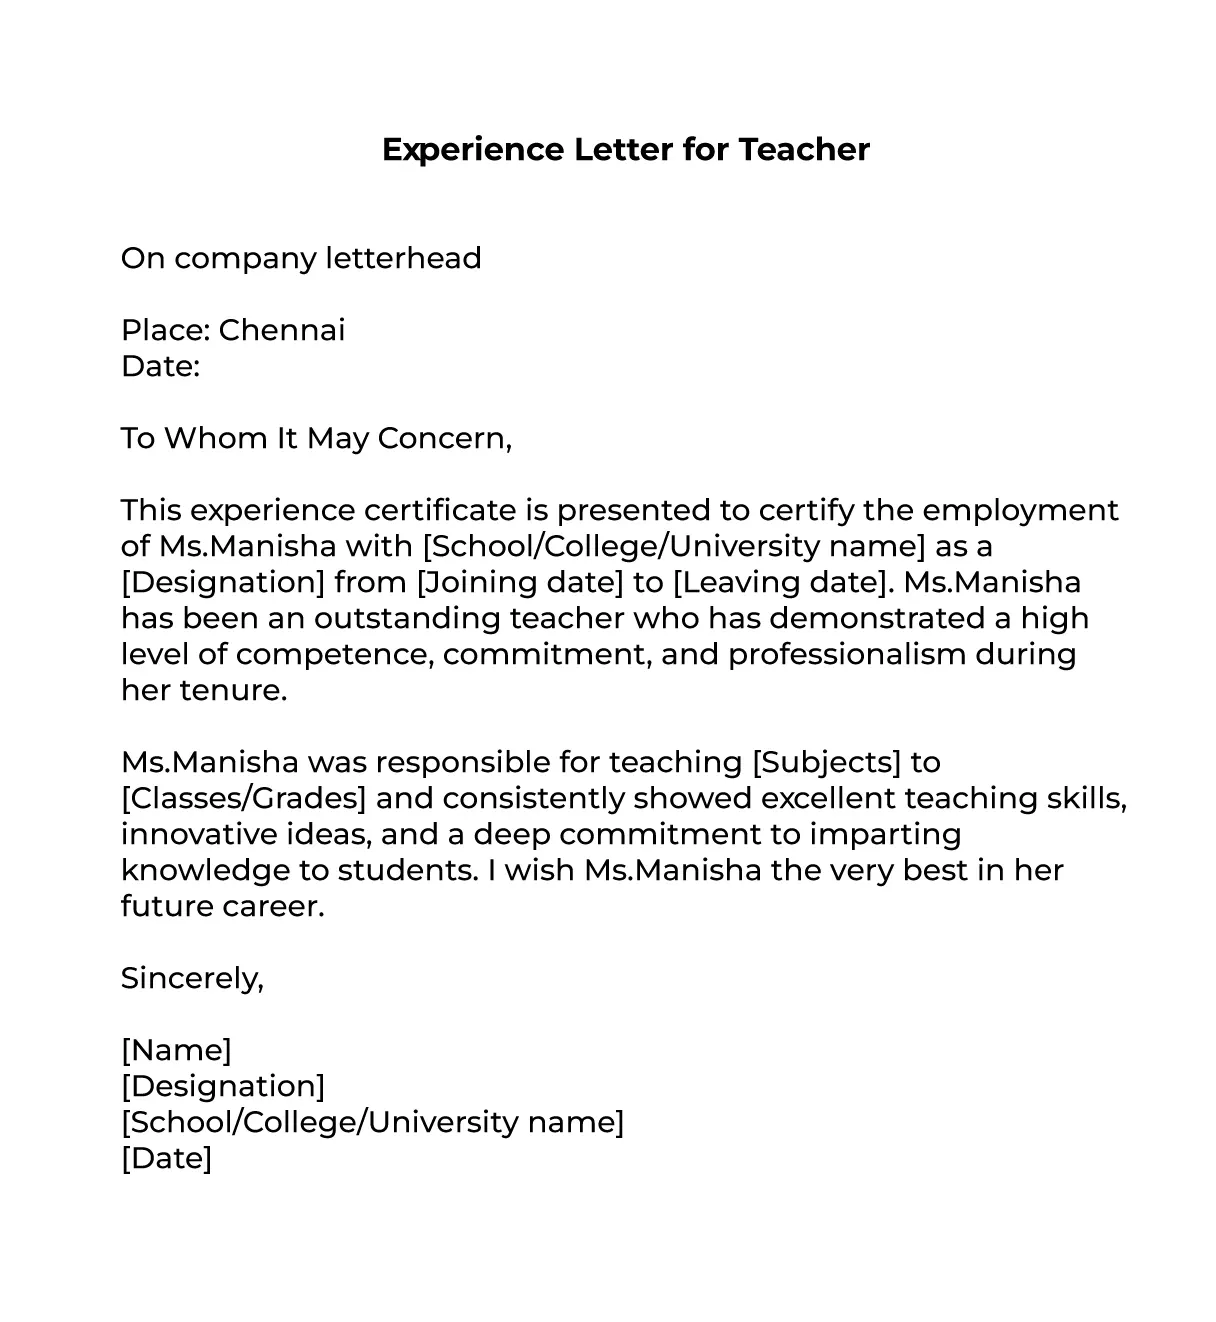 Experience Letter for Teacher
On company letterhead
Place: Chennai
Date:
To Whom It May Concern,
This experience certificate is presented to certify the employment
of Ms.Manisha with [School/College/University name] as a
[Designation] from [Joining date] to [Leaving date]. Ms.Manisha
has been an outstanding teacher who has demonstrated a high
level of competence, commitment, and professionalism during
her tenure.
Ms.Manisha was responsible for teaching [Subjects] to
[Classes/Grades] and consistently showed excellent teaching skills,
innovative ideas, and a deep commitment to imparting
knowledge to students. I wish Ms.Manisha the very best in her
future career.
Sincerely,
[Name]
[Designation]
[School/College/University name]
[Date]